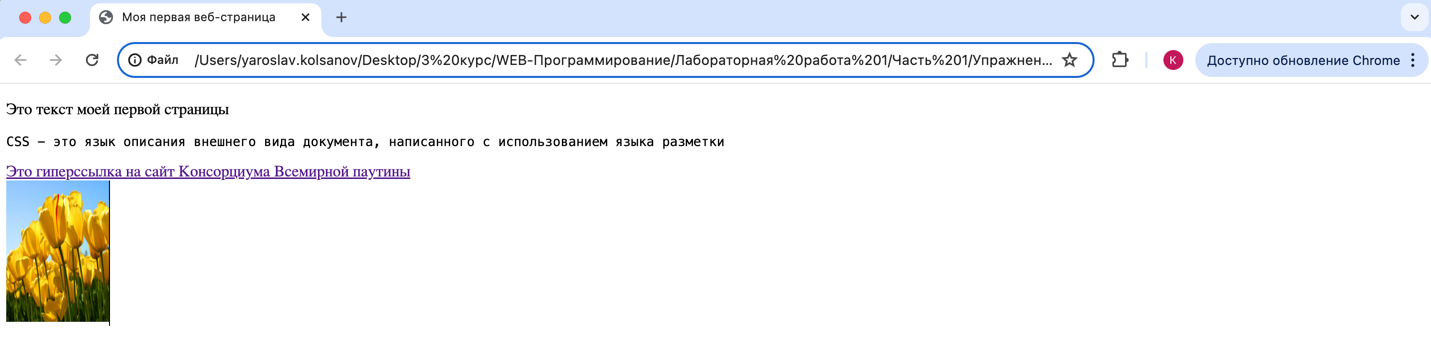 Моя первая веб-страница
Файл /Users/yaroslav.kolsanov/Desktop/3%20курс/WEB-Программирование/Лабораторная%20работа%201/Часть%201/Упражнен...
К
Доступно обновление Chrome
Это текст моей первой страницы
CSS – это язык описания внешнего вида документа, написанного с использованием языка разметки
Это гиперссылка на сайт Консорциума Всемирной паутины